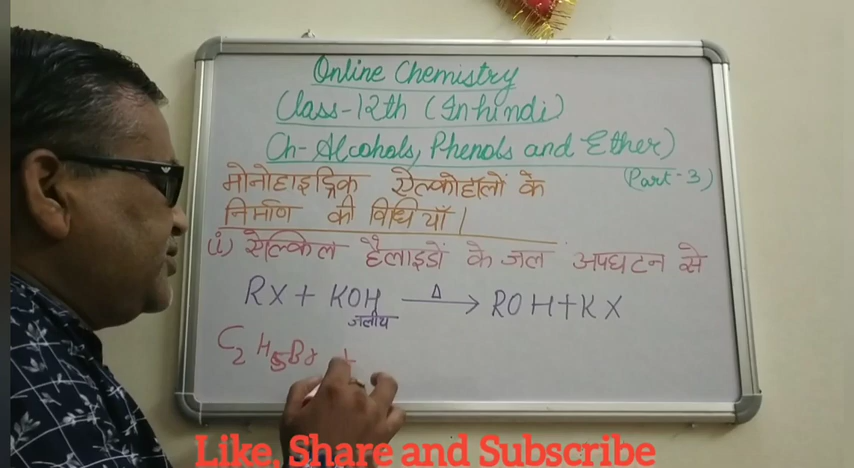 Online Chemistry
Class-12th (In hindi)
Ch- Alcohols, Phenols and Ether)
(Part-3)
मोनोहाइड्रिक ऐल्कोहॉलों के
निर्माण की विधियाँ।
(i) ऐल्किल हैलाइडों के जल अपघटन से
RX + KOH —Δ→ ROH + KX
जलीय
C₂H₅Br +
Like, Share and Subscribe